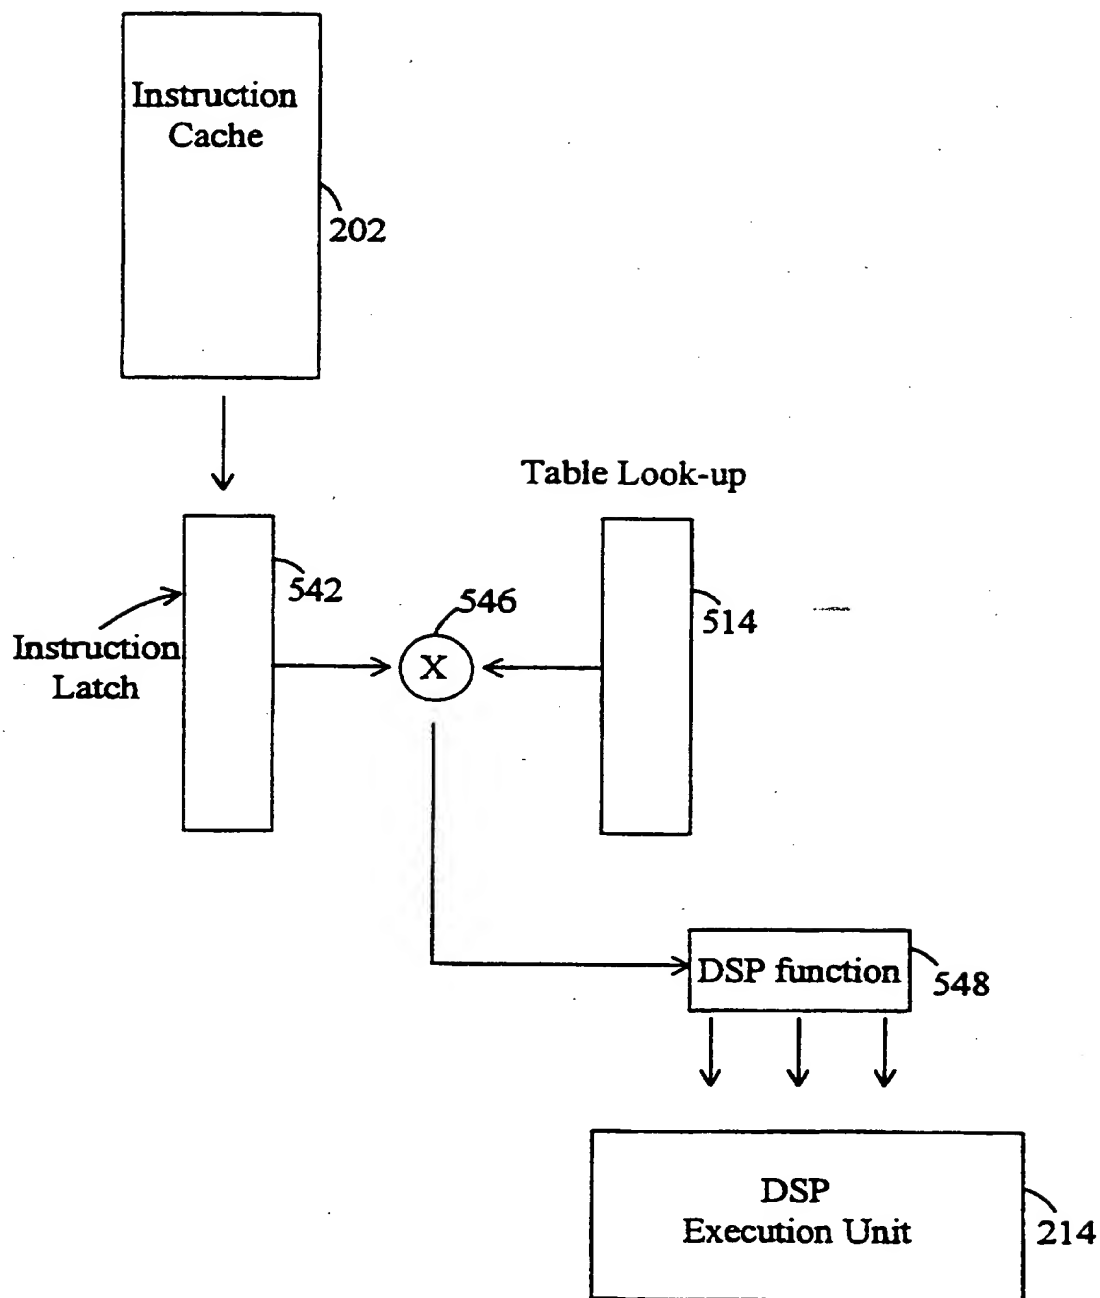 Instruction
Cache
202
Table Look-up
542
546
514
Instruction
Latch
X
DSP function
548
DSP
Execution Unit
214